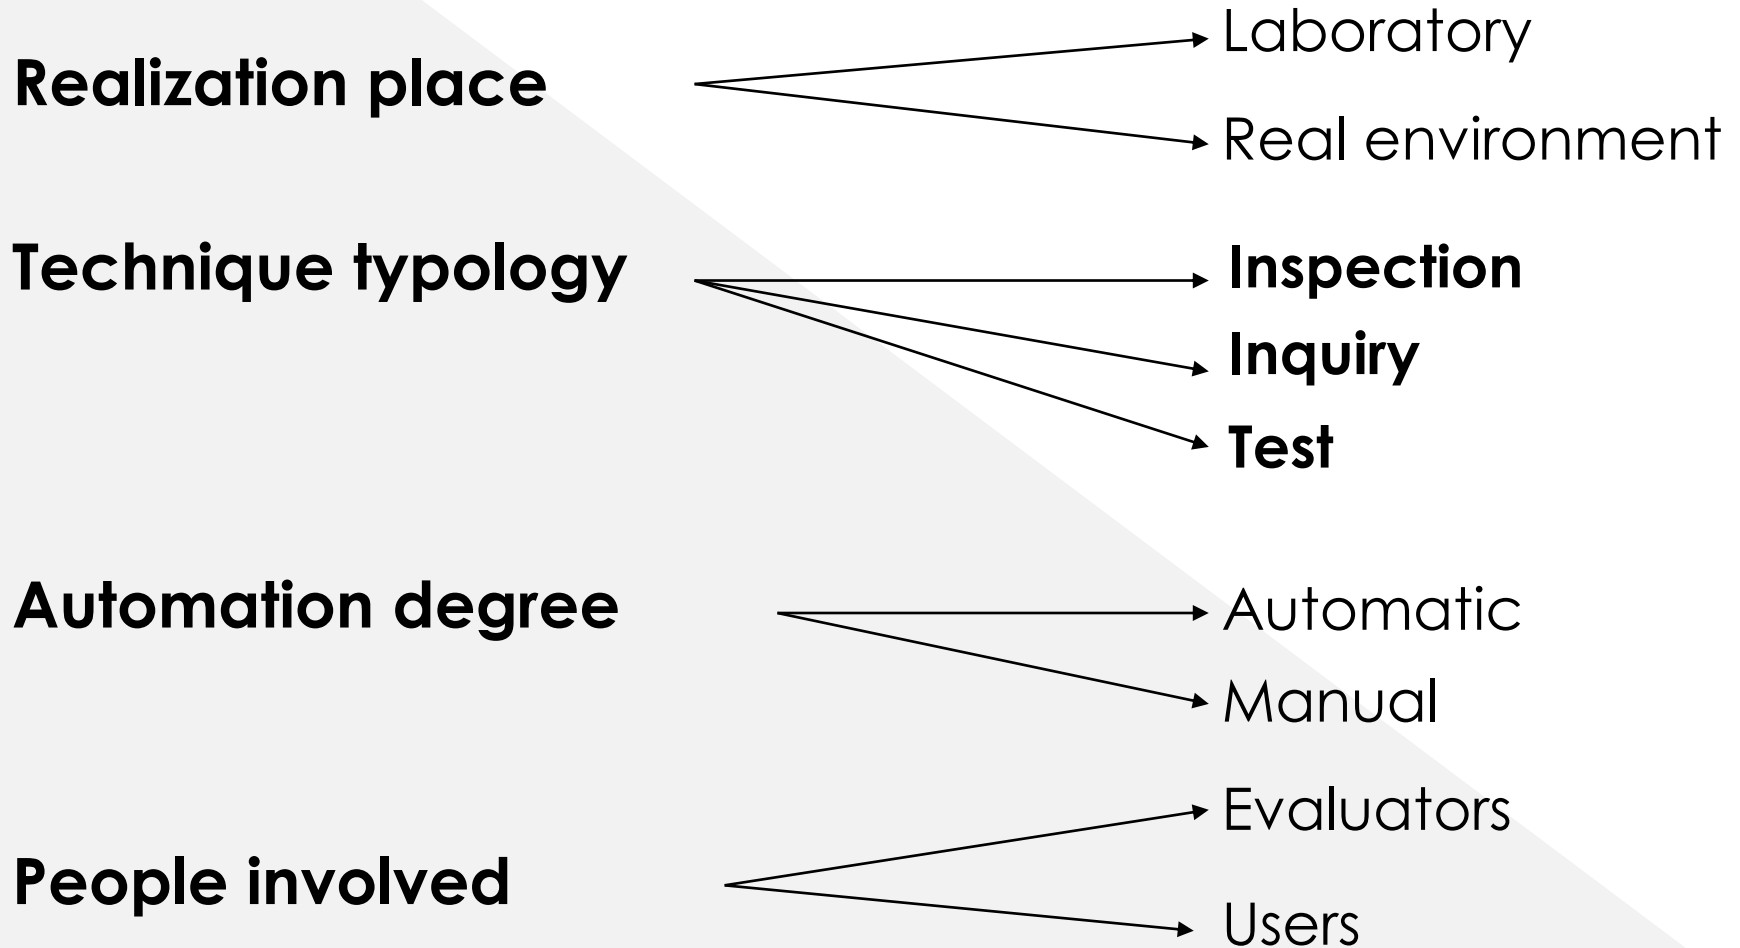 Realization place
Laboratory
Real environment
Technique typology
Inspection
Inquiry
Test
Automation degree
Automatic
Manual
People involved
Evaluators
Users